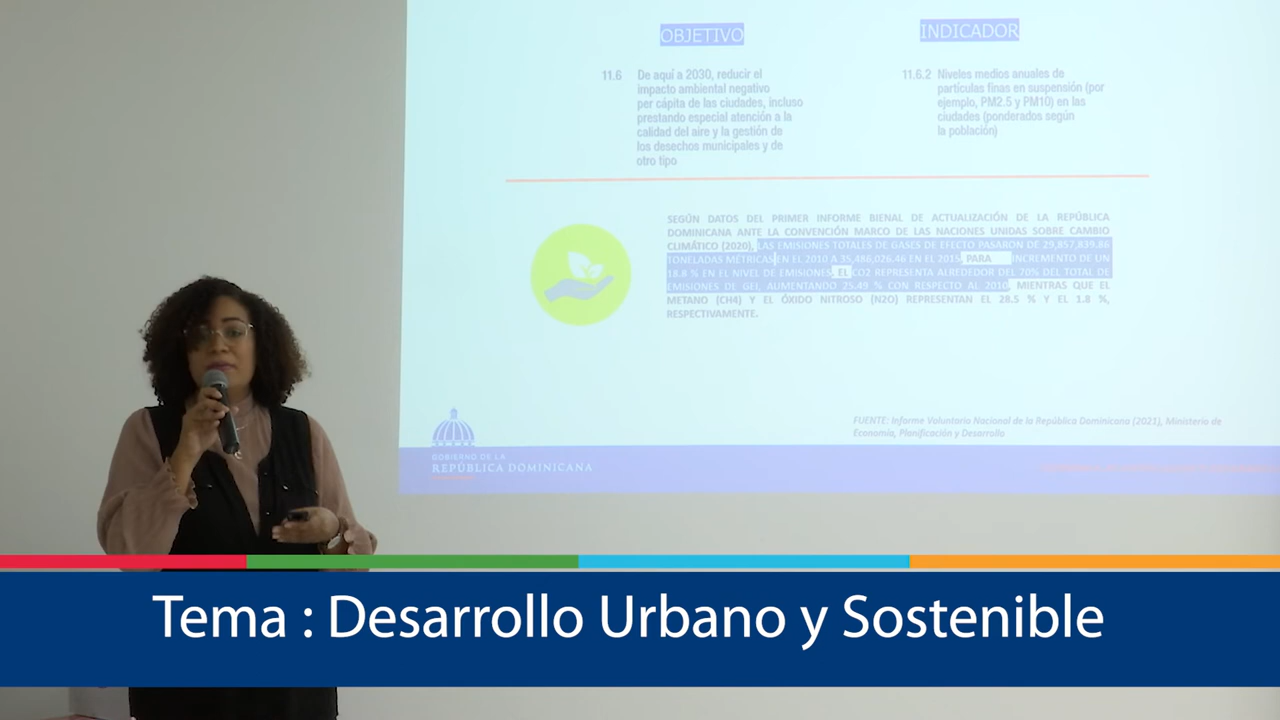 OBJETIVO
INDICADOR
11.6 De aquí a 2030, reducir el
impacto ambiental negativo
per cápita de las ciudades, incluso
prestando especial atención a la
calidad del aire y la gestión de
los desechos municipales y de
otro tipo
11.6.2 Niveles medios anuales de
partículas finas en suspensión (por
ejemplo, PM2.5 y PM10) en las
ciudades (ponderados según
la población)
SEGÚN DATOS DEL PRIMER INFORME BIENAL DE ACTUALIZACIÓN DE LA REPÚBLICA
DOMINICANA ANTE LA CONVENCIÓN MARCO DE LAS NACIONES UNIDAS SOBRE CAMBIO
CLIMÁTICO (2020), LAS EMISIONES TOTALES DE GASES DE EFECTO PASARON DE 29,857,839.86
TONELADAS MÉTRICAS EN EL 2010 A 35,486,026.46 EN EL 2015, PARA INCREMENTO DE UN
18.8 % EN EL NIVEL DE EMISIONES. EL CO2 REPRESENTA ALREDEDOR DEL 70% DEL TOTAL DE
EMISIONES DE GEI, AUMENTANDO 25.49 % CON RESPECTO AL 2010, MIENTRAS QUE EL
METANO (CH4) Y EL ÓXIDO NITROSO (N2O) REPRESENTAN EL 28.5 % Y EL 1.8 %,
RESPECTIVAMENTE.
FUENTE: Informe Voluntario Nacional de la República Dominicana (2021), Ministerio de
Economía, Planificación y Desarrollo
GOBIERNO DE LA
REPÚBLICA DOMINICANA
Tema : Desarrollo Urbano y Sostenible